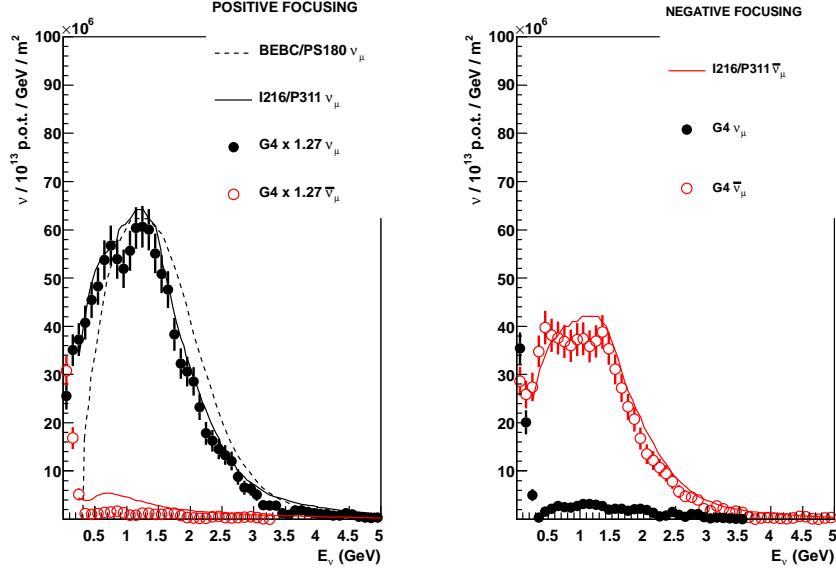 POSITIVE FOCUSING
×10⁶
BEBC/PS180 ν_μ
I216/P311 ν_μ
G4 x 1.27 ν_μ
G4 x 1.27 ν̅_μ
ν / 10¹³ p.o.t. / GeV / m²
100
90
80
70
60
50
40
30
20
10
0.5 1 1.5 2 2.5 3 3.5 4 4.5 5
E_ν (GeV)
NEGATIVE FOCUSING
×10⁶
I216/P311 ν̅_μ
G4 ν_μ
G4 ν̅_μ
ν / 10¹³ p.o.t. / GeV / m²
100
90
80
70
60
50
40
30
20
10
0.5 1 1.5 2 2.5 3 3.5 4 4.5 5
E_ν (GeV)